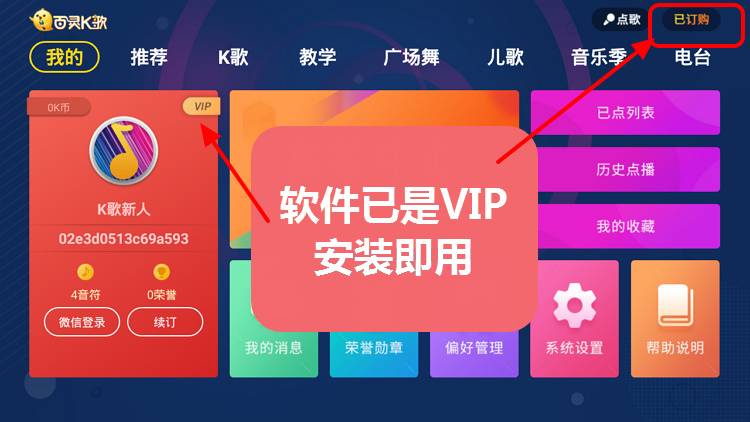 百灵K歌
点歌
已订购
我的
推荐
K歌
教学
广场舞
儿歌
音乐季
电台
0K币
VIP
K歌新人
02e3d0513c69a593
4音符
0荣誉
微信登录
续订
软件已是VIP
安装即用
已点列表
历史点播
我的收藏
我的消息
荣誉勋章
偏好管理
系统设置
帮助说明